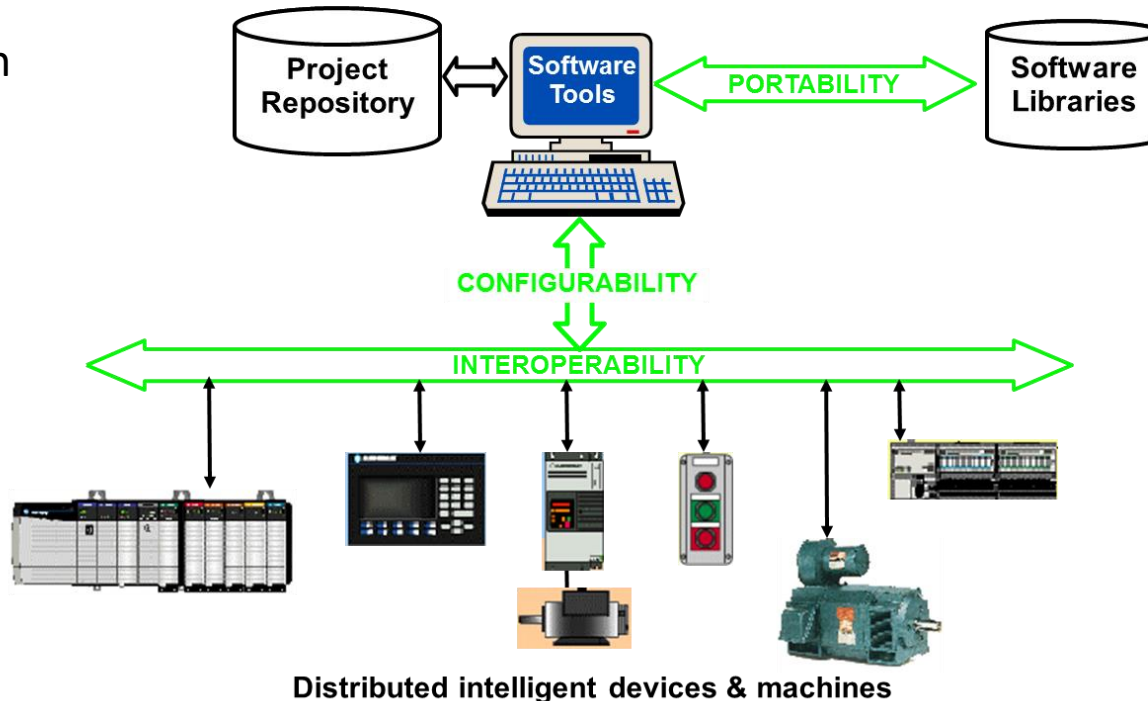 n
Project
Repository
Software
Tools
PORTABILITY
Software
Libraries
CONFIGURABILITY
INTEROPERABILITY
Distributed intelligent devices & machines